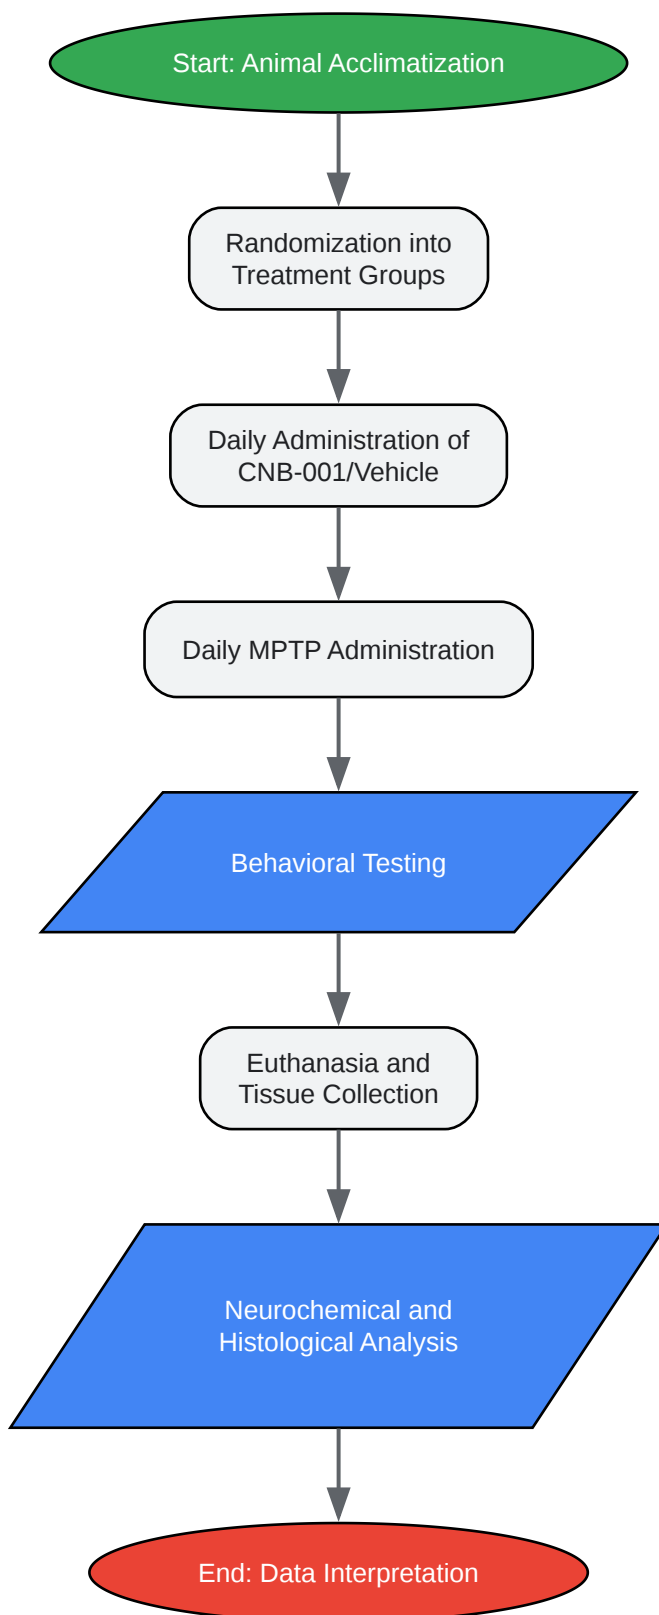 Start: Animal Acclimatization
Randomization into
Treatment Groups
Daily Administration of
CNB-001/Vehicle
Daily MPTP Administration
Behavioral Testing
Euthanasia and
Tissue Collection
Neurochemical and
Histological Analysis
End: Data Interpretation